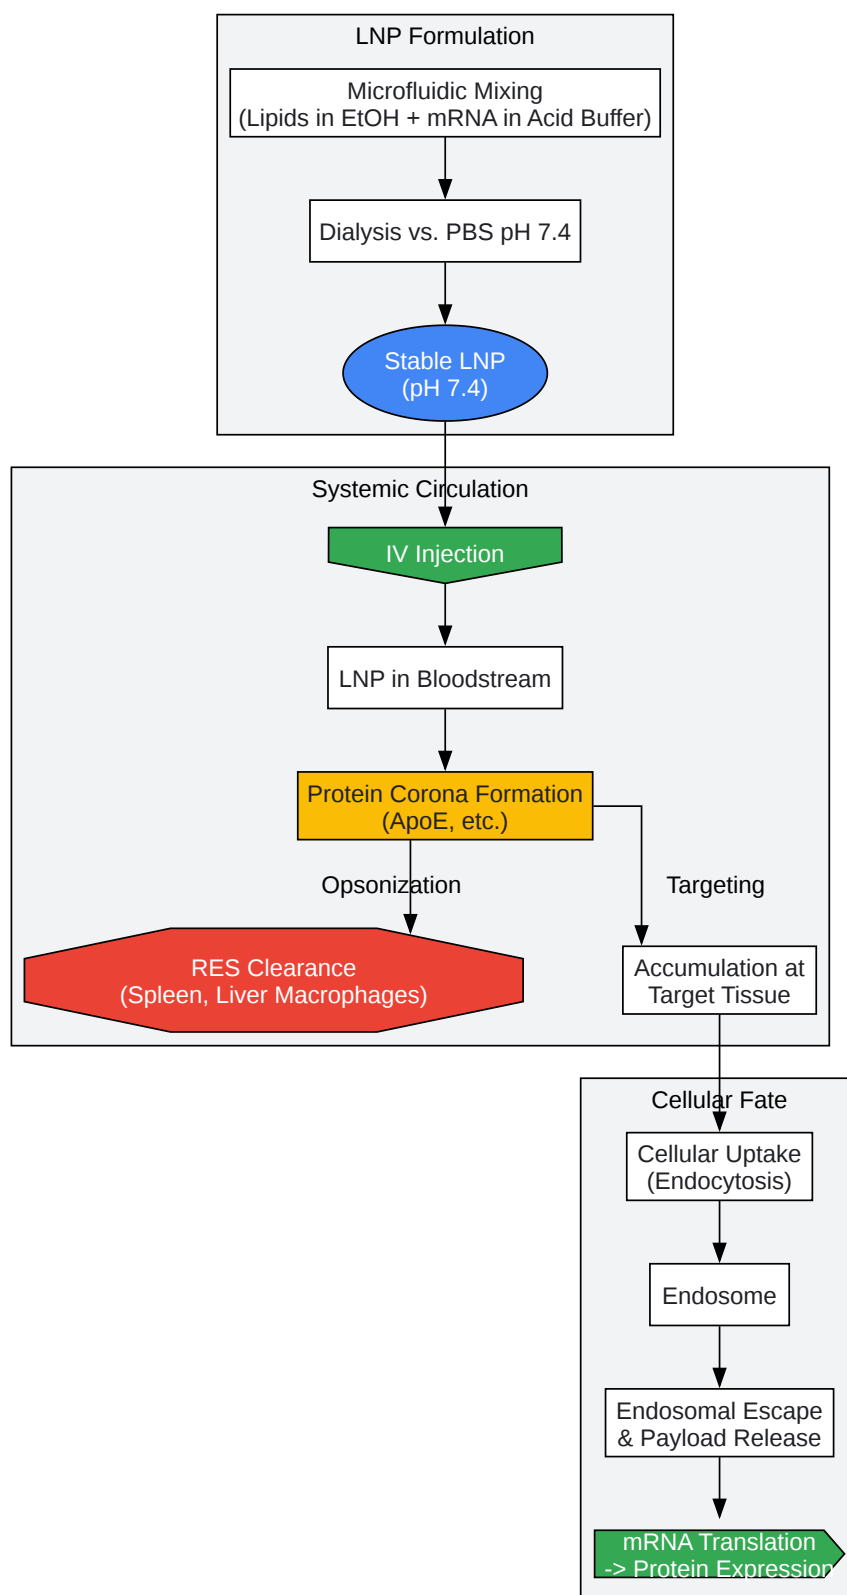 LNP Formulation
Microfluidic Mixing
(Lipids in EtOH + mRNA in Acid Buffer)
Dialysis vs. PBS pH 7.4
Stable LNP
(pH 7.4)
Systemic Circulation
IV Injection
LNP in Bloodstream
Protein Corona Formation
(ApoE, etc.)
Opsonization
Targeting
RES Clearance
(Spleen, Liver Macrophages)
Accumulation at
Target Tissue
Cellular Fate
Cellular Uptake
(Endocytosis)
Endosome
Endosomal Escape
& Payload Release
mRNA Translation
-> Protein Expression